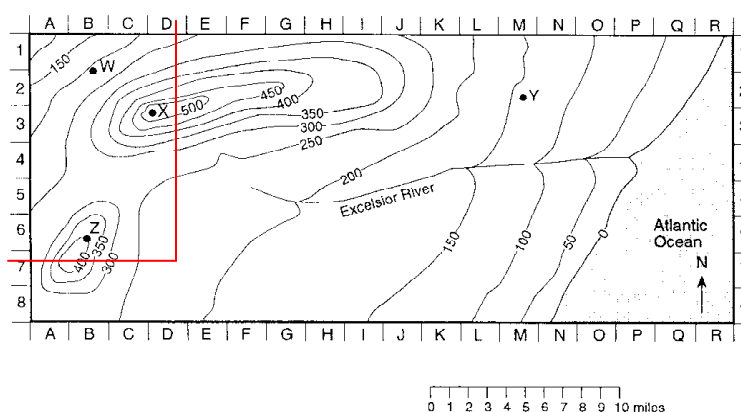 A B C D E F G H I J K L M N O P Q R
1
150
W
2
Y
450
500
X
400
350
3
300
250
4
200
5
Excelsior River
6
Z
Atlantic
Ocean
350
150
100
50
0
N
400
300
7
8
A B C D E F G H I J K L M N O P Q R
0 1 2 3 4 5 6 7 8 9 10 miles